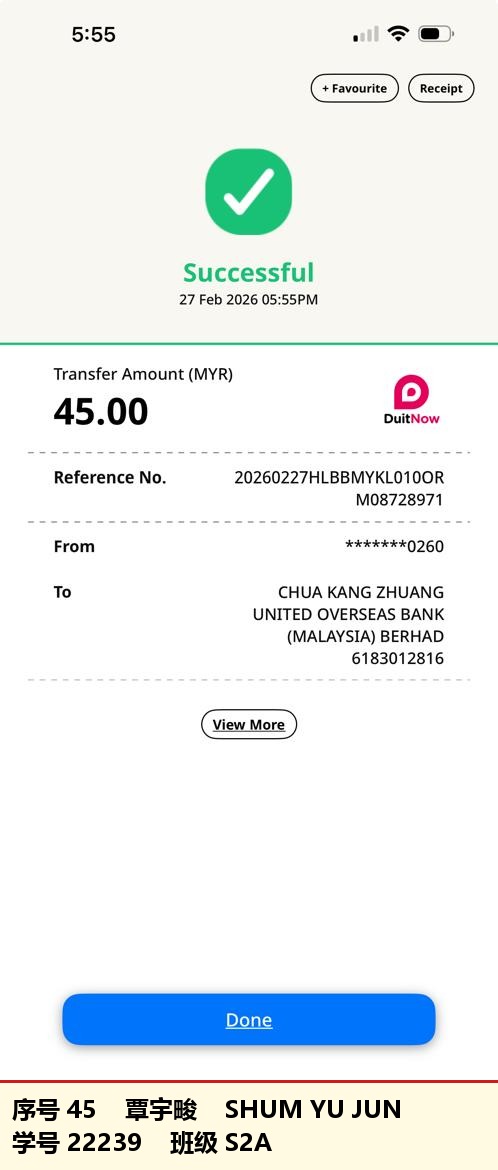 5:55
+ Favourite
Receipt
Successful
27 Feb 2026 05:55PM
Transfer Amount (MYR)
45.00
DuitNow
Reference No. 20260227HLBBMYKL010OR
M08728971
From *******0260
To CHUA KANG ZHUANG
UNITED OVERSEAS BANK
(MALAYSIA) BERHAD
6183012816
View More
Done
序号 45 覃宇畯 SHUM YU JUN
学号 22239 班级 S2A